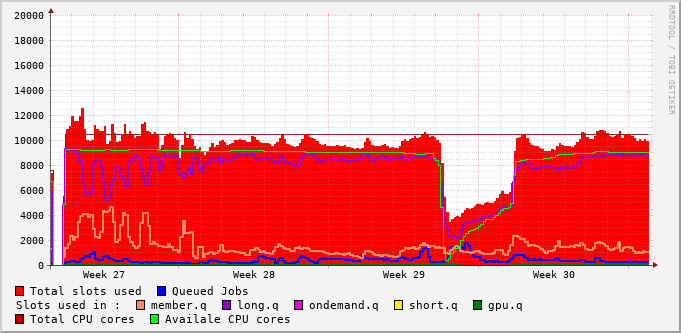 20000
18000
16000
14000
12000
10000
8000
6000
4000
2000
0
Week 27 Week 28 Week 29 Week 30
Total slots used Queued Jobs
Slots used in : member.q long.q ondemand.q short.q gpu.q
Total CPU cores Availale CPU cores
RRDTOOL / TOBI OETIKER